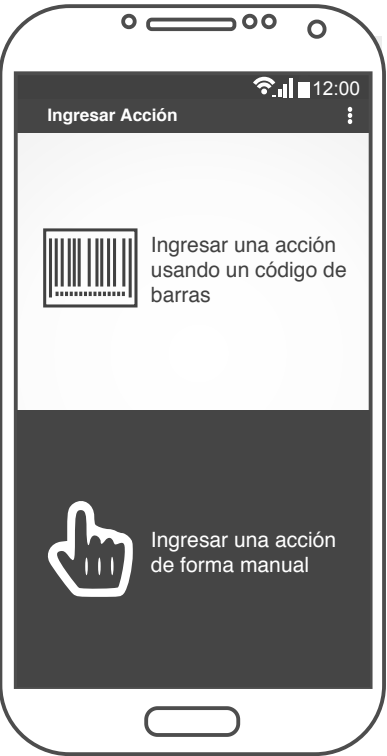 12:00
Ingresar Acción
Ingresar una acción
usando un código de
barras
Ingresar una acción
de forma manual